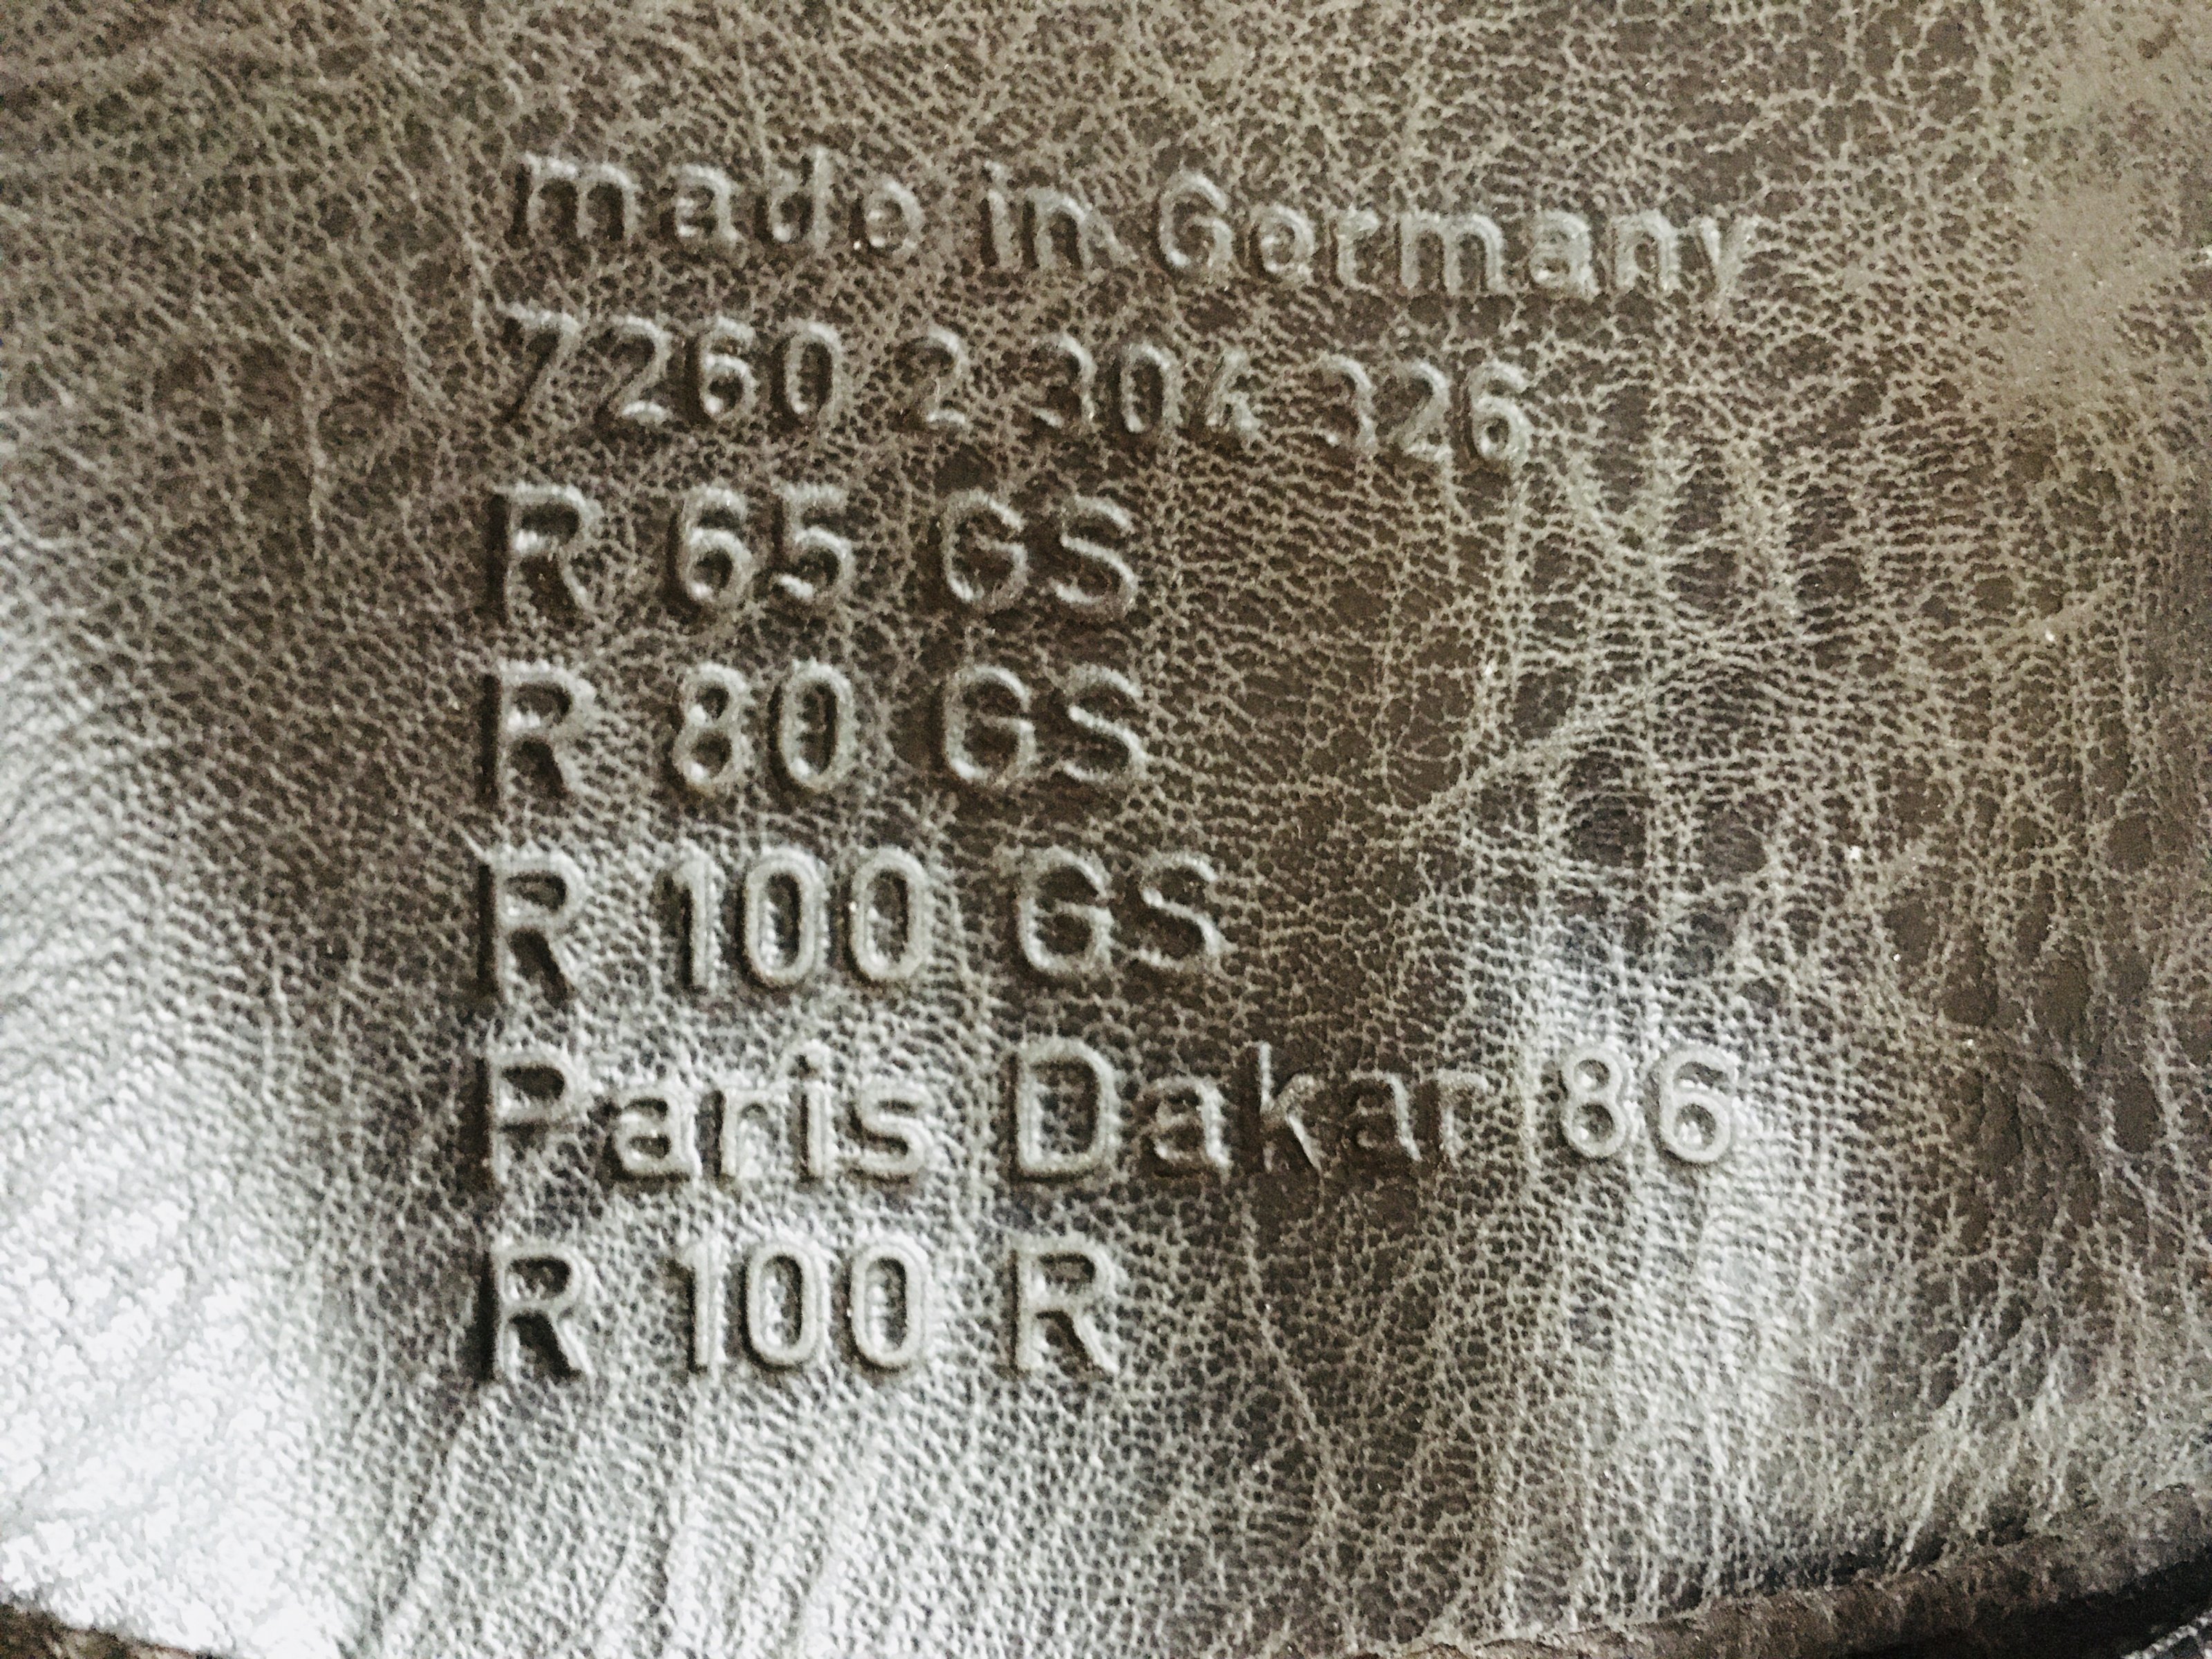 made in Germany
7260 2 304 326
R 65 GS
R 80 GS
R 100 GS
Paris Dakar 86
R 100 R